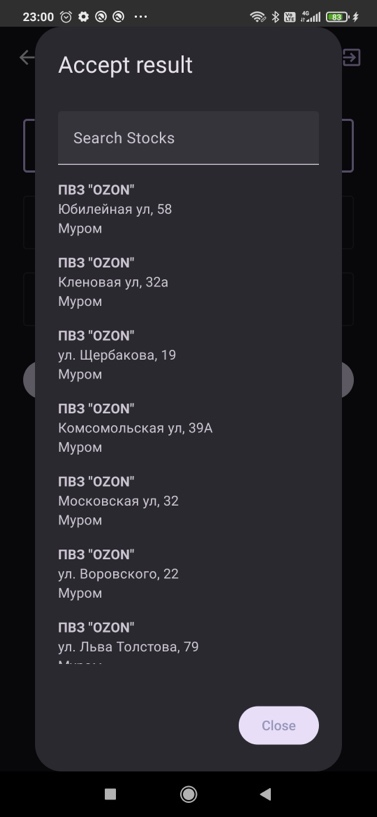 23:00
4G
83
Accept result
Search Stocks
ПВЗ "OZON"
Юбилейная ул, 58
Муром
ПВЗ "OZON"
Кленовая ул, 32а
Муром
ПВЗ "OZON"
ул. Щербакова, 19
Муром
ПВЗ "OZON"
Комсомольская ул, 39А
Муром
ПВЗ "OZON"
Московская ул, 32
Муром
ПВЗ "OZON"
ул. Воровского, 22
Муром
ПВЗ "OZON"
ул. Льва Толстова, 79
Close